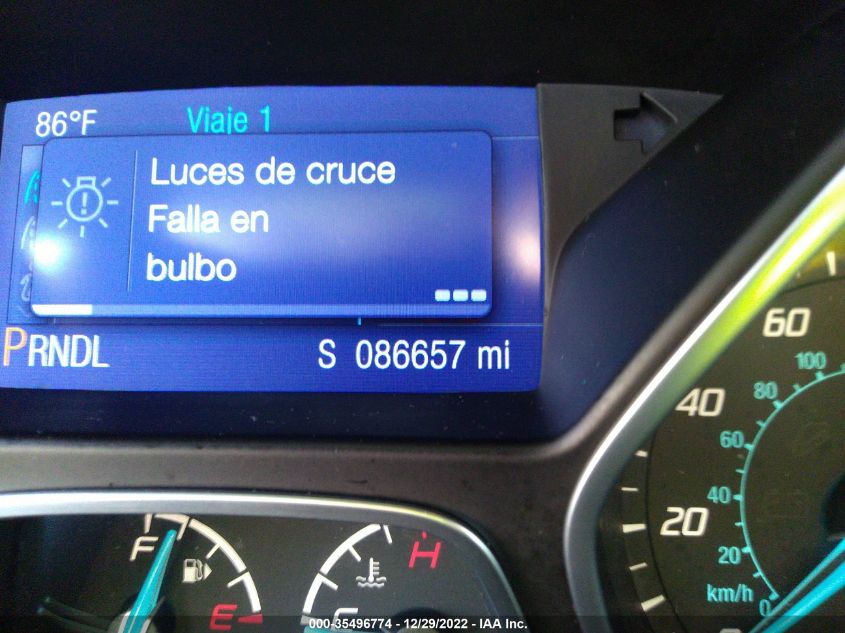 86°F
Viaje 1
Luces de cruce
Falla en
bulbo
PRNDL
S 086657 mi
60
100
80
40
60
40
20
20
km/h
0
F
E
H
000-35496774 - 12/29/2022 - IAA Inc.